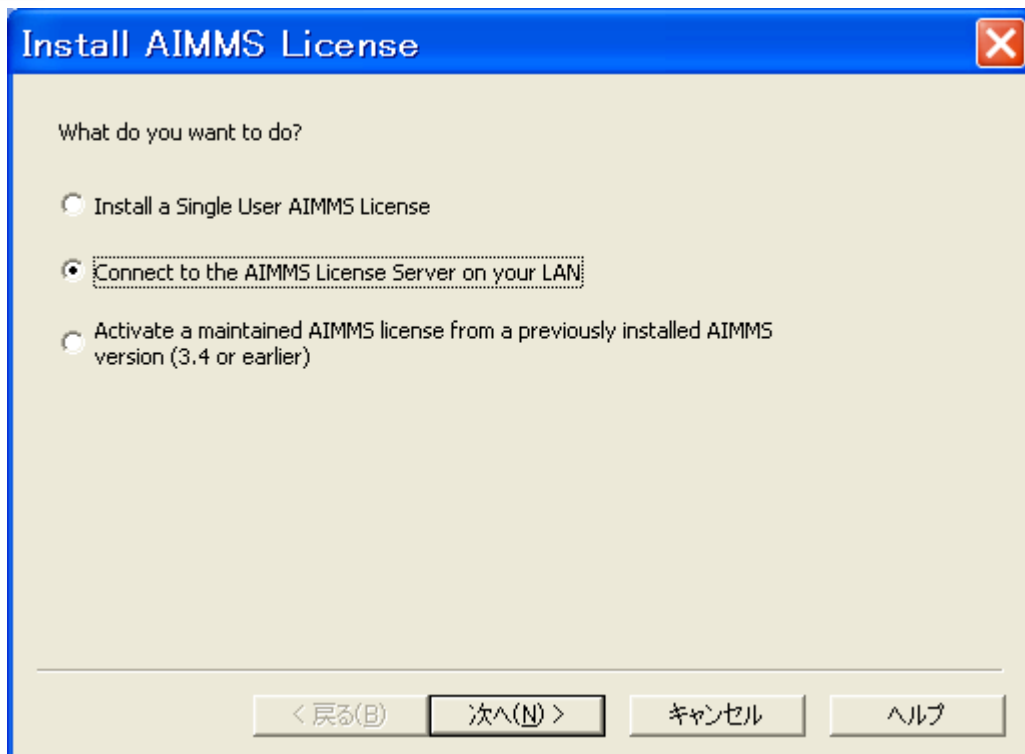 Install AIMMS License
What do you want to do?
Install a Single User AIMMS License
Connect to the AIMMS License Server on your LAN
Activate a maintained AIMMS license from a previously installed AIMMS
version (3.4 or earlier)
< 戻る(B) 次へ(N) > キャンセル ヘルプ